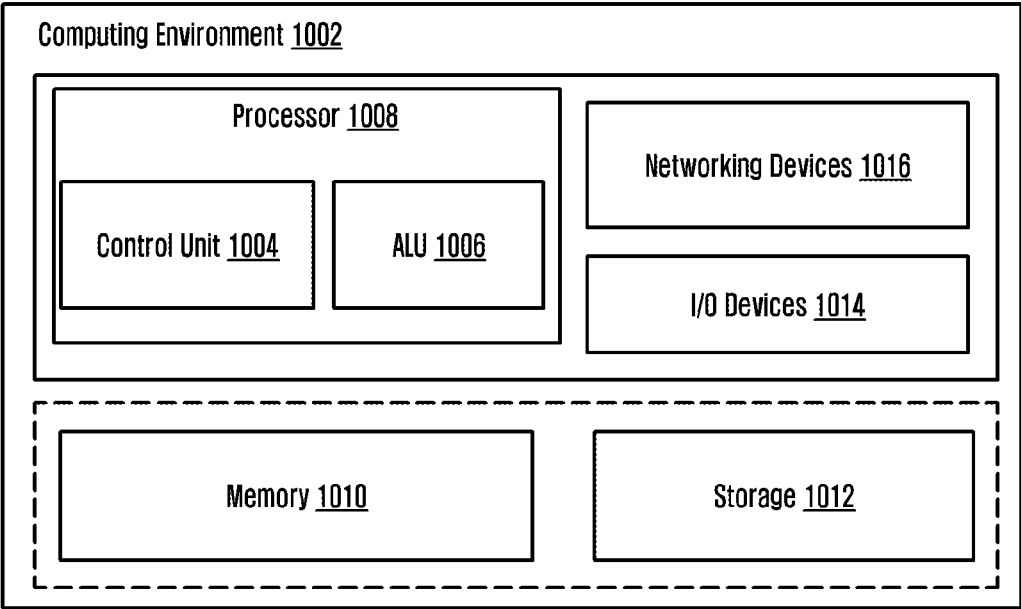 Computing Environment 1002
Processor 1008
Networking Devices 1016
Control Unit 1004
ALU 1006
I/O Devices 1014
Memory 1010
Storage 1012